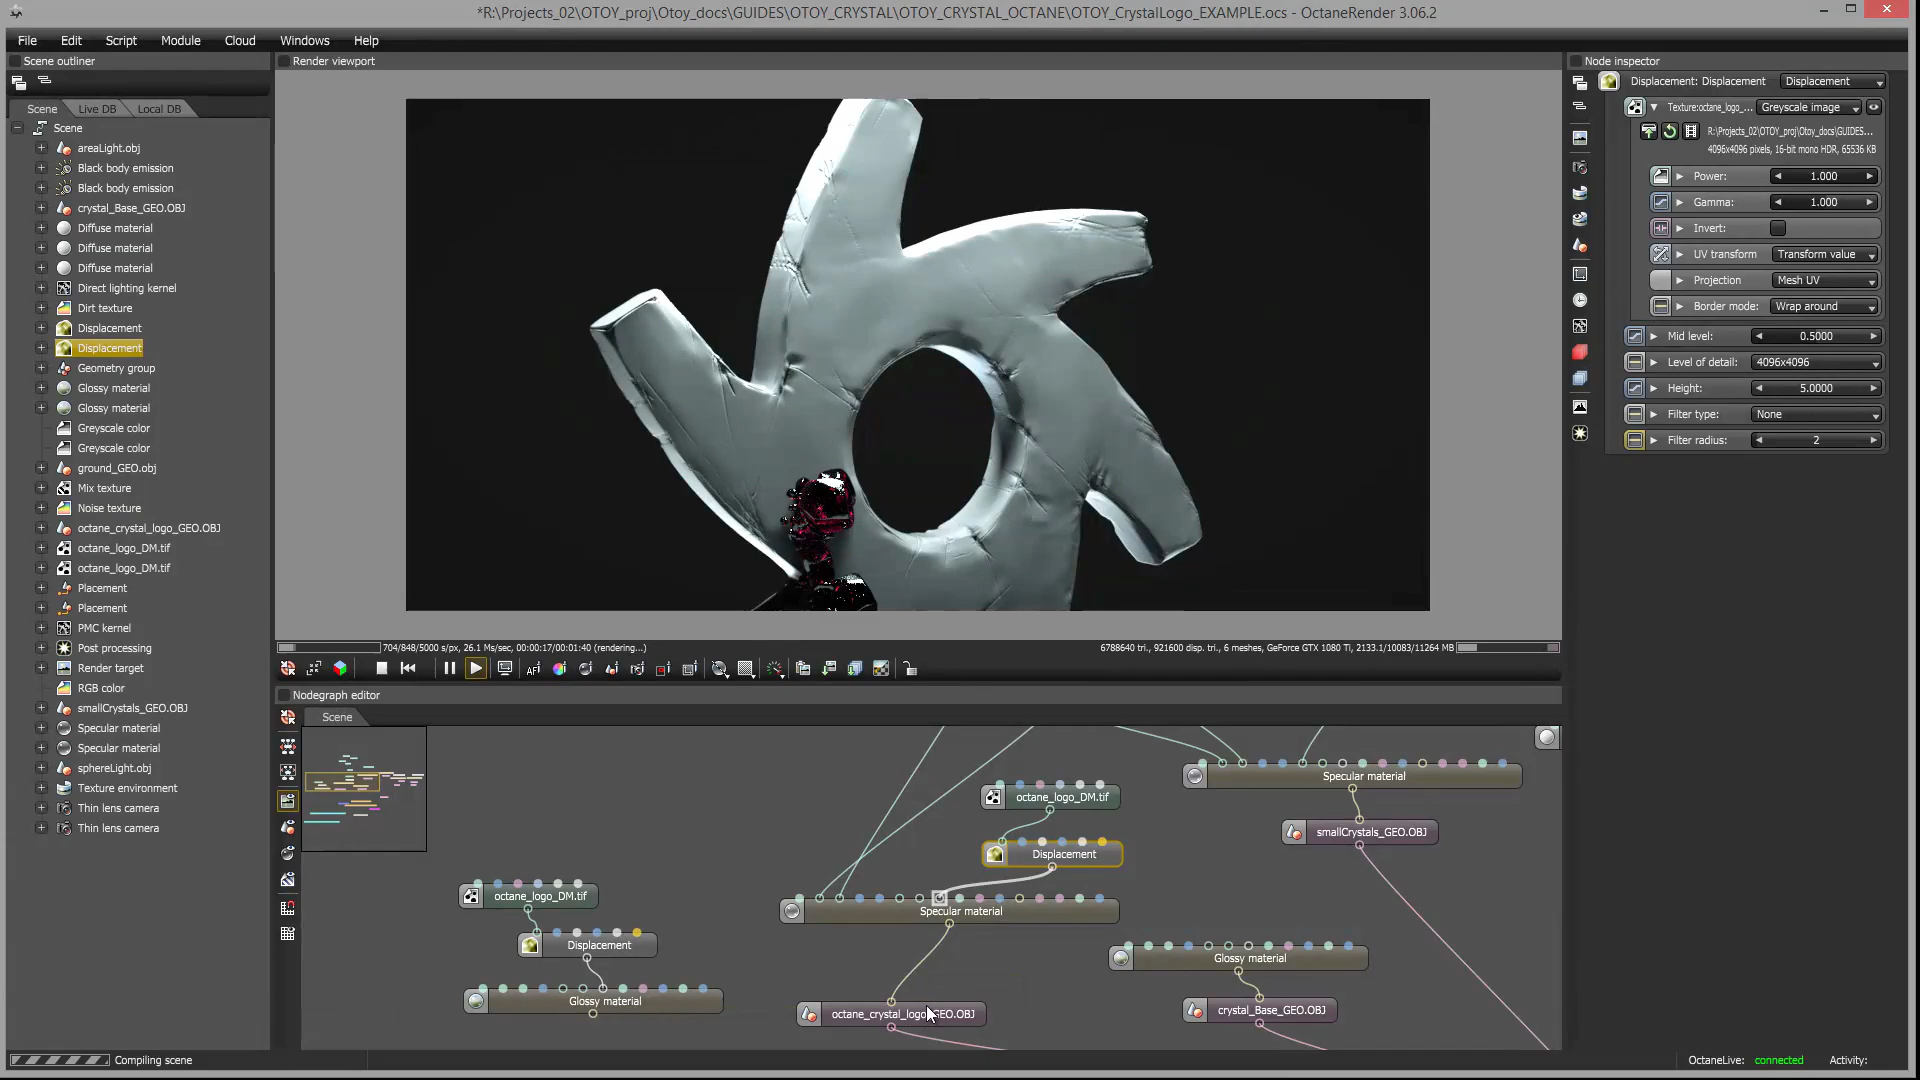 *R:\Projects_02\OTOY_proj\Otoy_docs\GUIDES\OTOY_CRYSTAL\OTOY_CRYSTAL_OCTANE\OTOY_CrystalLogo_EXAMPLE.ocs - OctaneRender 3.06.2
File Edit Script Module Cloud Windows Help
Scene outliner
Scene Live DB Local DB
Scene
areaLight.obj
Black body emission
Black body emission
crystal_Base_GEO.OBJ
Diffuse material
Diffuse material
Diffuse material
Direct lighting kernel
Dirt texture
Displacement
Displacement
Geometry group
Glossy material
Glossy material
Greyscale color
Greyscale color
ground_GEO.obj
Mix texture
Noise texture
octane_crystal_logo_GEO.OBJ
octane_logo_DM.tif
octane_logo_DM.tif
Placement
Placement
PMC kernel
Post processing
Render target
RGB color
smallCrystals_GEO.OBJ
Specular material
Specular material
sphereLight.obj
Texture environment
Thin lens camera
Thin lens camera
Render viewport
704/848/5000 s/px, 26.1 Ms/sec, 00:00:17/00:01:40 (rendering...)
6788640 tri., 921600 disp. tri., 6 meshes, GeForce GTX 1080 Ti, 2133.1/10083/11264 MB
AF
Nodegraph editor
Scene
Specular material
octane_logo_DM.tif
smallCrystals_GEO.OBJ
Displacement
octane_logo_DM.tif
Specular material
Displacement
Glossy material
Glossy material
octane_crystal_logo_GEO.OBJ
crystal_Base_GEO.OBJ
Node inspector
Displacement: Displacement Displacement
Texture:octane_logo_... Greyscale image
R:\Projects_02\OTOY_proj\Otoy_docs\GUIDES...
4096x4096 pixels, 16-bit mono HDR, 65536 KB
Power: 1.000
Gamma: 1.000
Invert:
UV transform Transform value
Projection Mesh UV
Border mode: Wrap around
Mid level: 0.5000
Level of detail: 4096x4096
Height: 5.0000
Filter type: None
Filter radius: 2
Compiling scene
OctaneLive: connected Activity: